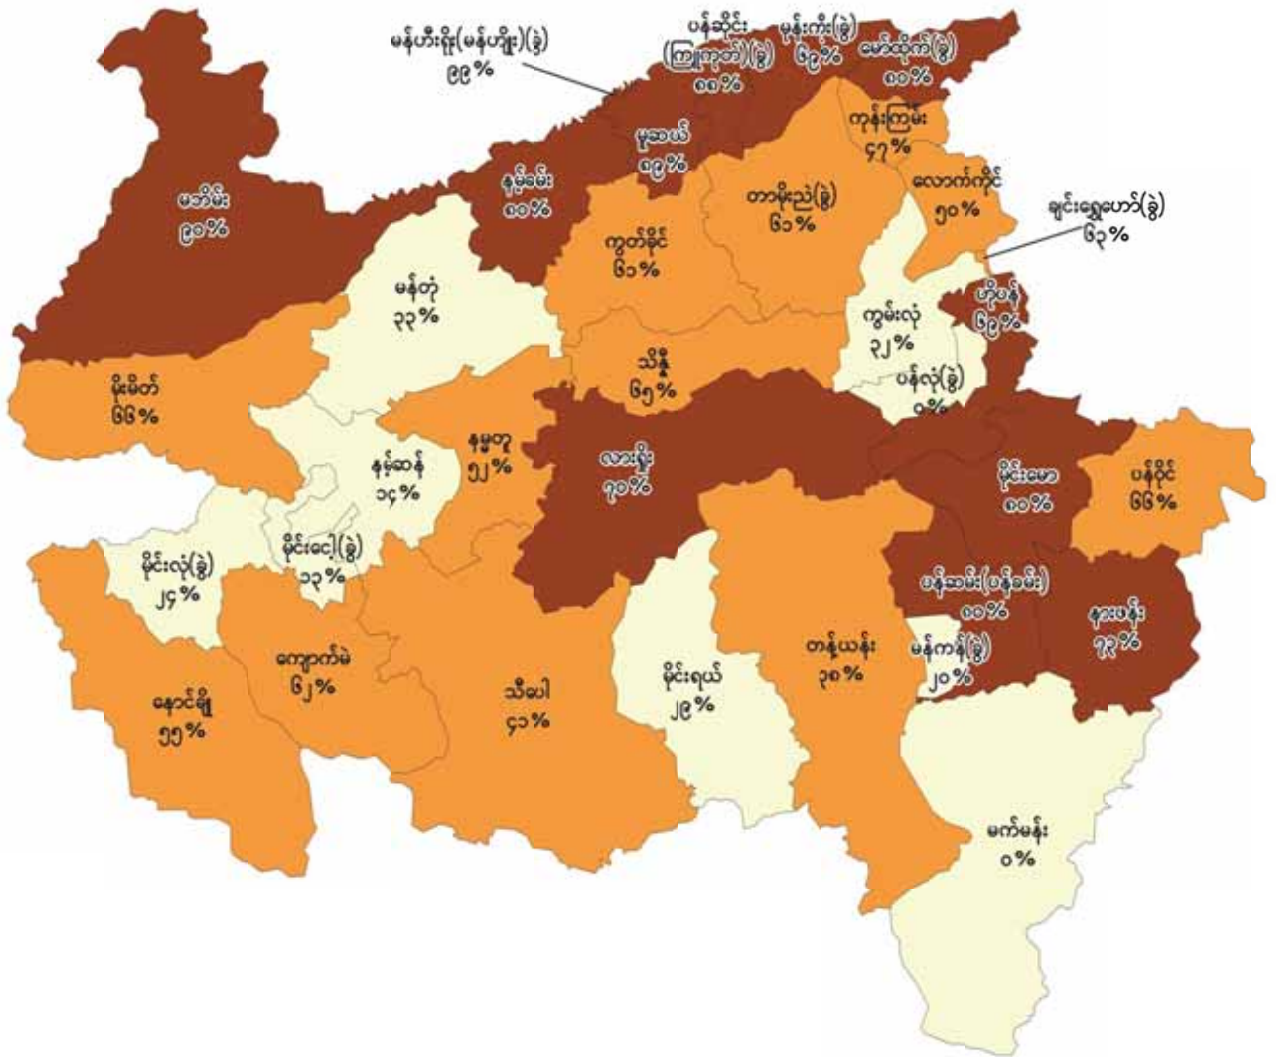 မန်ဟီးရိုး(မန်ဟျိုး)(ခွဲ)
၉၉%
ပန်ဆိုင်း
(ကြူကုတ်)(ခွဲ)
၈၈%
မုန်းကိုး(ခွဲ)
၆၉%
မော်ထိုက်(ခွဲ)
၈၀%
ကုန်းကြမ်း
၄၇%
မူဆယ်
၈၉%
နမ့်ခမ်း
၈၀%
မဘိမ်း
၉၀%
တာမိုးညဲ(ခွဲ)
၆၁%
လောက်ကိုင်
၅၀%
ချင်းရွှေဟော်(ခွဲ)
၆၃%
ကွတ်ခိုင်
၆၁%
မန်တုံ
၃၃%
ဟိုပန်
၆၉%
ကွမ်းလုံ
၃၂%
ပန်လုံ(ခွဲ)
၀%
သိန္နီ
၆၅%
မိုးမိတ်
၆၆%
နမ္မတူ
၅၂%
နမ့်ဆန်
၁၄%
လားရှိုး
၇၀%
မိုင်းမော
၈၀%
ပန်ဝိုင်
၆၆%
မိုင်းငေါ့(ခွဲ)
၁၃%
မိုင်းလုံ(ခွဲ)
၂၄%
ပန်ဆမ်း(ပန်ခမ်း)
၈၀%
နားဖန်း
၇၃%
မန်ကန်(ခွဲ)
၂၀%
တန့်ယန်း
၃၈%
ကျောက်မဲ
၆၂%
မိုင်းရယ်
၂၉%
သီပေါ
၄၁%
နောင်ချို
၅၅%
မက်မန်း
၀%